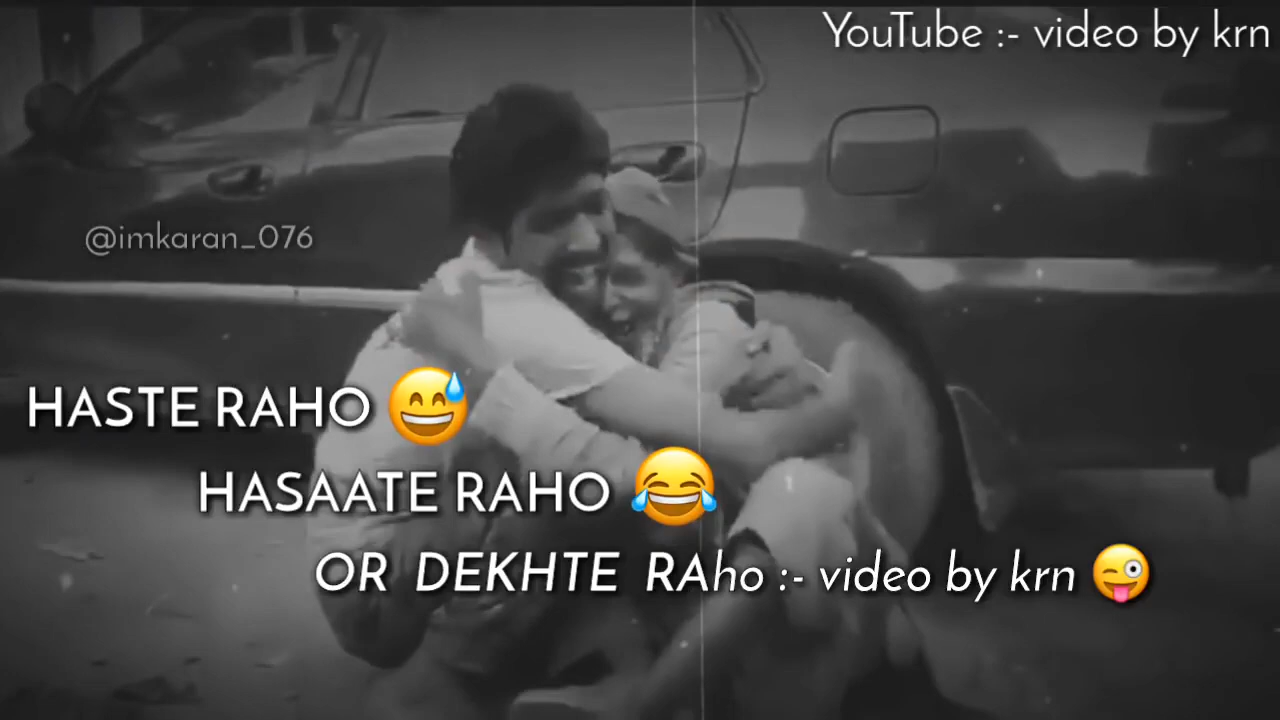 YouTube :- video by krn
@imkaran_076
HASTE RAHO 😅
HASAATE RAHO 😂
OR DEKHTE RAho :- video by krn 😜